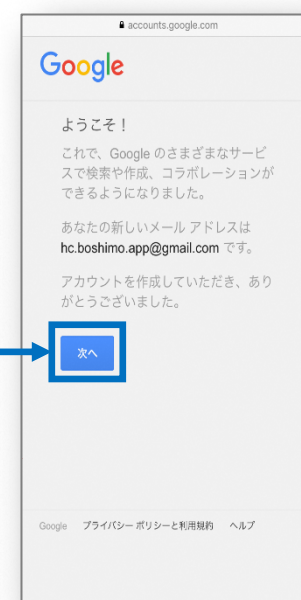 accounts.google.com
Google
ようこそ！
これで、Google のさまざまなサービ
スで検索や作成、コラボレーションが
できるようになりました。
あなたの新しいメール アドレスは
hc.boshimo.app@gmail.com です。
アカウントを作成していただき、あり
がとうございました。
次へ
Google プライバシー ポリシーと利用規約 ヘルプ